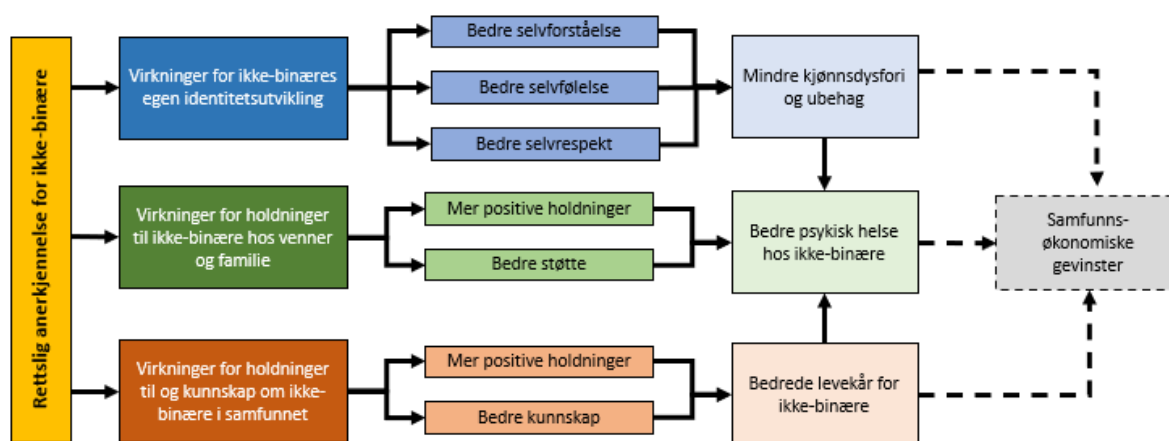 Rettslig anerkjennelse for ikke-binære
Virkninger for ikke-binæres
egen identitetsutvikling
Bedre selvforståelse
Bedre selvfølelse
Bedre selvrespekt
Mindre kjønnsdysfori
og ubehag
Virkninger for holdninger
til ikke-binære hos venner
og familie
Mer positive holdninger
Bedre støtte
Bedre psykisk helse
hos ikke-binære
Samfunns-
økonomiske
gevinster
Virkninger for holdninger
til og kunnskap om ikke-
binære i samfunnet
Mer positive holdninger
Bedre kunnskap
Bedrede levekår for
ikke-binære